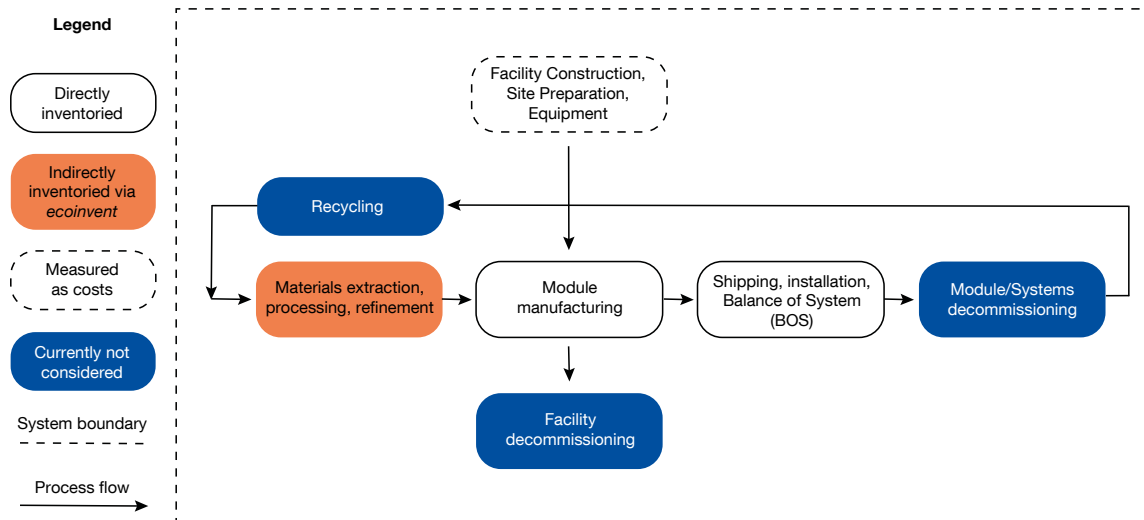 Legend
Directly
inventoried
Indirectly
inventoried via
ecoinvent
Measured
as costs
Currently not
considered
System boundary
Process flow
Facility Construction,
Site Preparation,
Equipment
Recycling
Materials extraction,
processing, refinement
Module
manufacturing
Shipping, installation,
Balance of System
(BOS)
Module/Systems
decommissioning
Facility
decommissioning